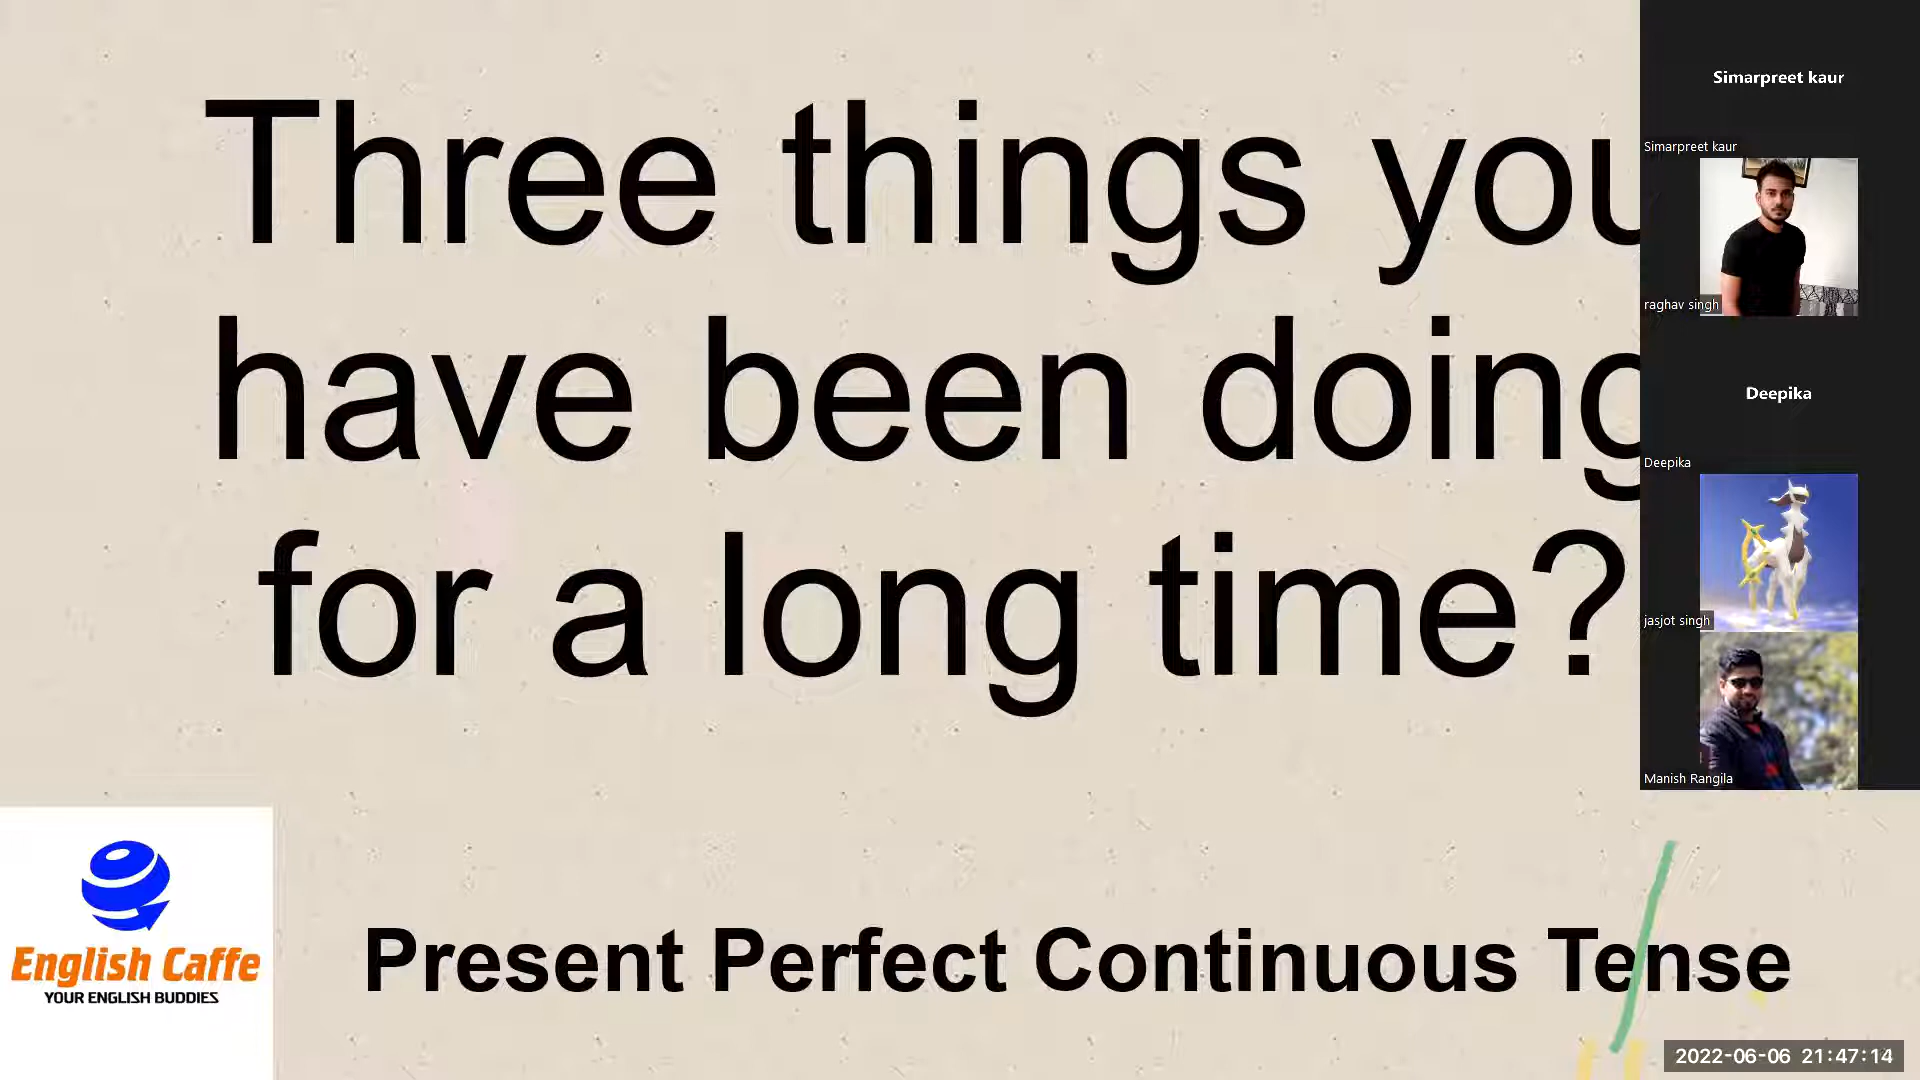 Three things you
have been doing
for a long time?
Present Perfect Continuous Tense
English Caffe
YOUR ENGLISH BUDDIES
Simarpreet kaur
Simarpreet kaur
raghav singh
Deepika
Deepika
jasjot singh
Manish Rangila
2022-06-06 21:47:14